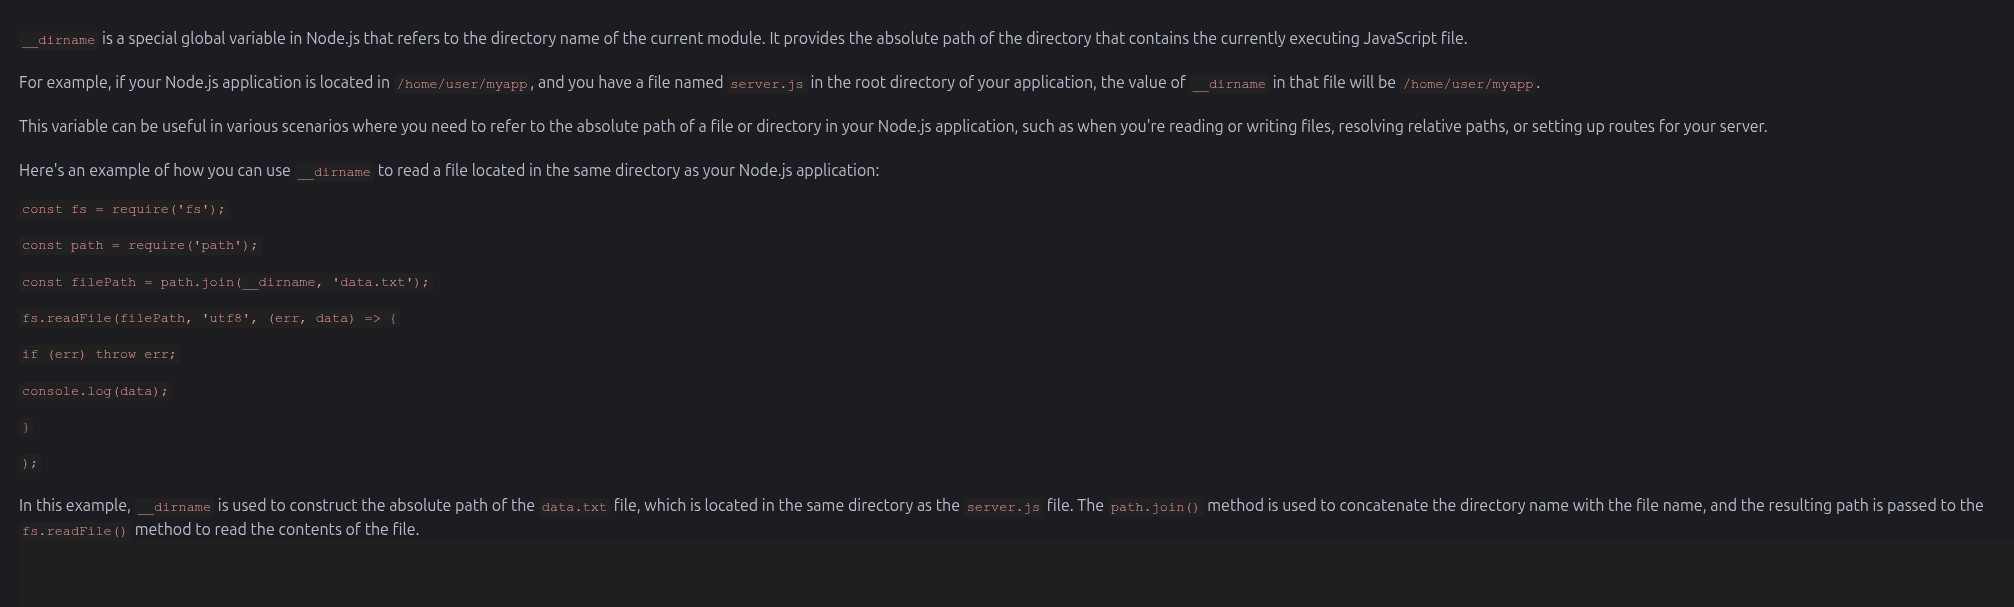 __dirname is a special global variable in Node.js that refers to the directory name of the current module. It provides the absolute path of the directory that contains the currently executing JavaScript file.
For example, if your Node.js application is located in /home/user/myapp, and you have a file named server.js in the root directory of your application, the value of __dirname in that file will be /home/user/myapp.
This variable can be useful in various scenarios where you need to refer to the absolute path of a file or directory in your Node.js application, such as when you're reading or writing files, resolving relative paths, or setting up routes for your server.
Here's an example of how you can use __dirname to read a file located in the same directory as your Node.js application:
const fs = require('fs');
const path = require('path');
const filePath = path.join(__dirname, 'data.txt');
fs.readFile(filePath, 'utf8', (err, data) => {
if (err) throw err;
console.log(data);
}
);
In this example, __dirname is used to construct the absolute path of the data.txt file, which is located in the same directory as the server.js file. The path.join() method is used to concatenate the directory name with the file name, and the resulting path is passed to the
fs.readFile() method to read the contents of the file.